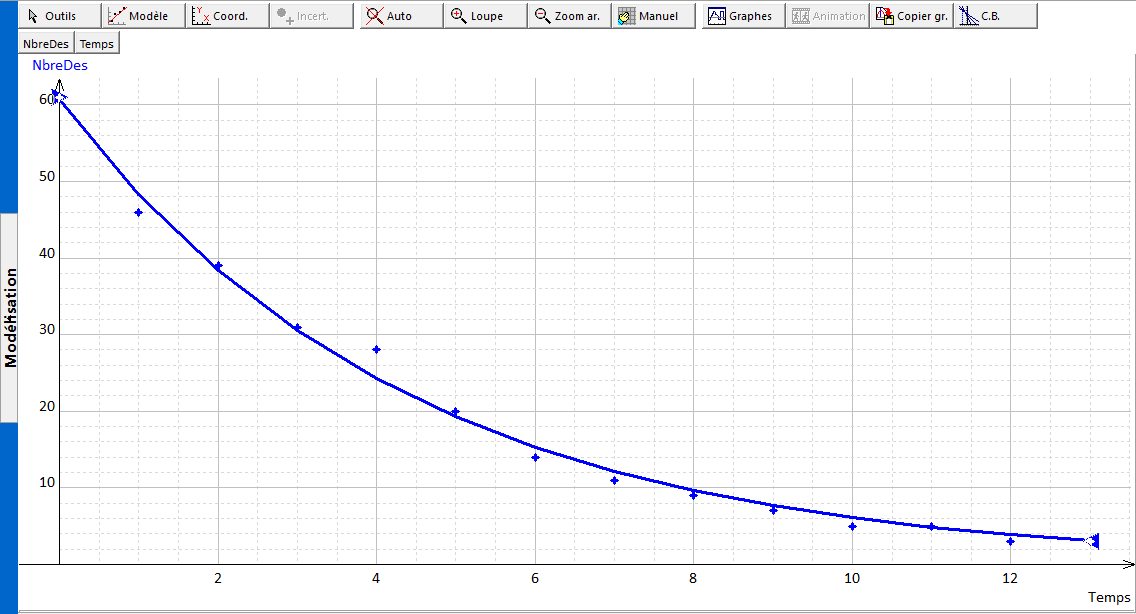 Outils Modèle Coord. Incert. Auto Loupe Zoom ar. Manuel Graphes Animation Copier gr. C.B.
NbreDes Temps
NbreDes
60
50
40
30
20
10
2 4 6 8 10 12
Temps
Modélisation